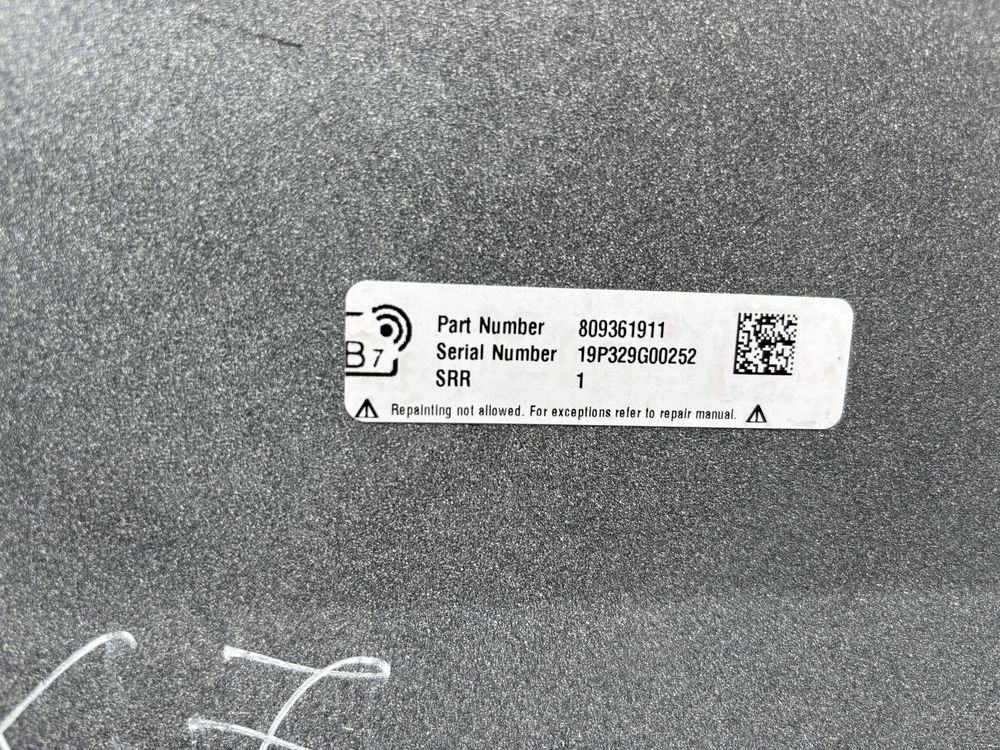 B7
Part Number 809361911
Serial Number 19P329G00252
SRR 1
Repainting not allowed. For exceptions refer to repair manual.